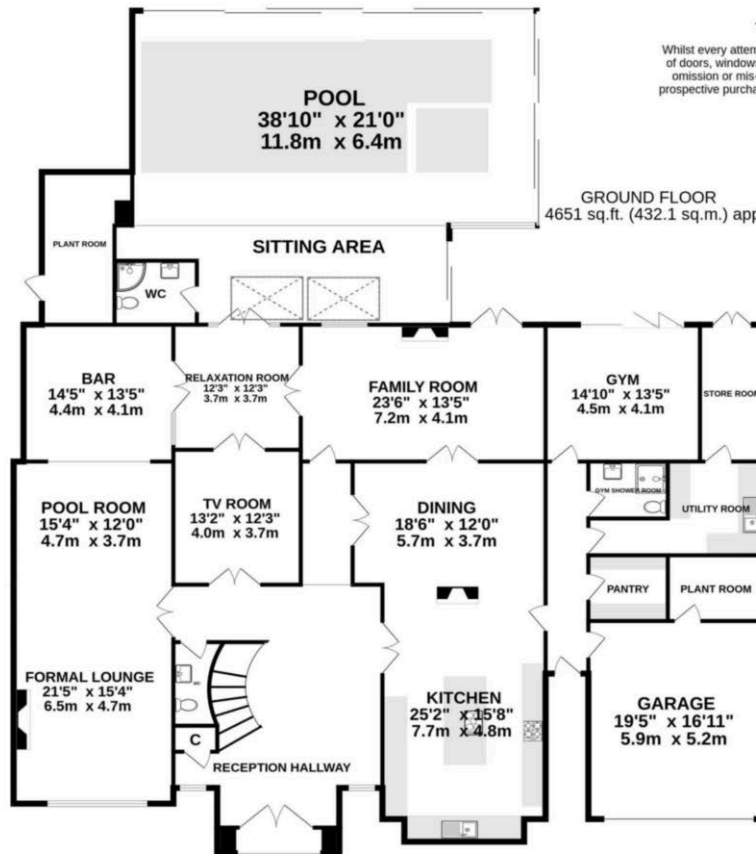 POOL
38'10" x 21'0"
11.8m x 6.4m
Whilst every
of doors, windows
omission or
prospective
GROUND FLOOR
4651 sq.ft. (432.1 sq.m.)
PLANT ROOM
SITTING AREA
WC
BAR
14'5" x 13'5"
4.4m x 4.1m
RELAXATION ROOM
12'3" x 12'3"
3.7m x 3.7m
FAMILY ROOM
23'6" x 13'5"
7.2m x 4.1m
GYM
14'10" x 13'5"
4.5m x 4.1m
STORE ROOM
POOL ROOM
15'4" x 12'0"
4.7m x 3.7m
TV ROOM
13'2" x 12'3"
4.0m x 3.7m
DINING
18'6" x 12'0"
5.7m x 3.7m
GYM SHOWER ROOM
UTILITY ROOM
PANTRY
PLANT ROOM
FORMAL LOUNGE
21'5" x 15'4"
6.5m x 4.7m
C
RECEPTION HALLWAY
KITCHEN
25'2" x 15'8"
7.7m x 4.8m
GARAGE
19'5" x 16'11"
5.9m x 5.2m